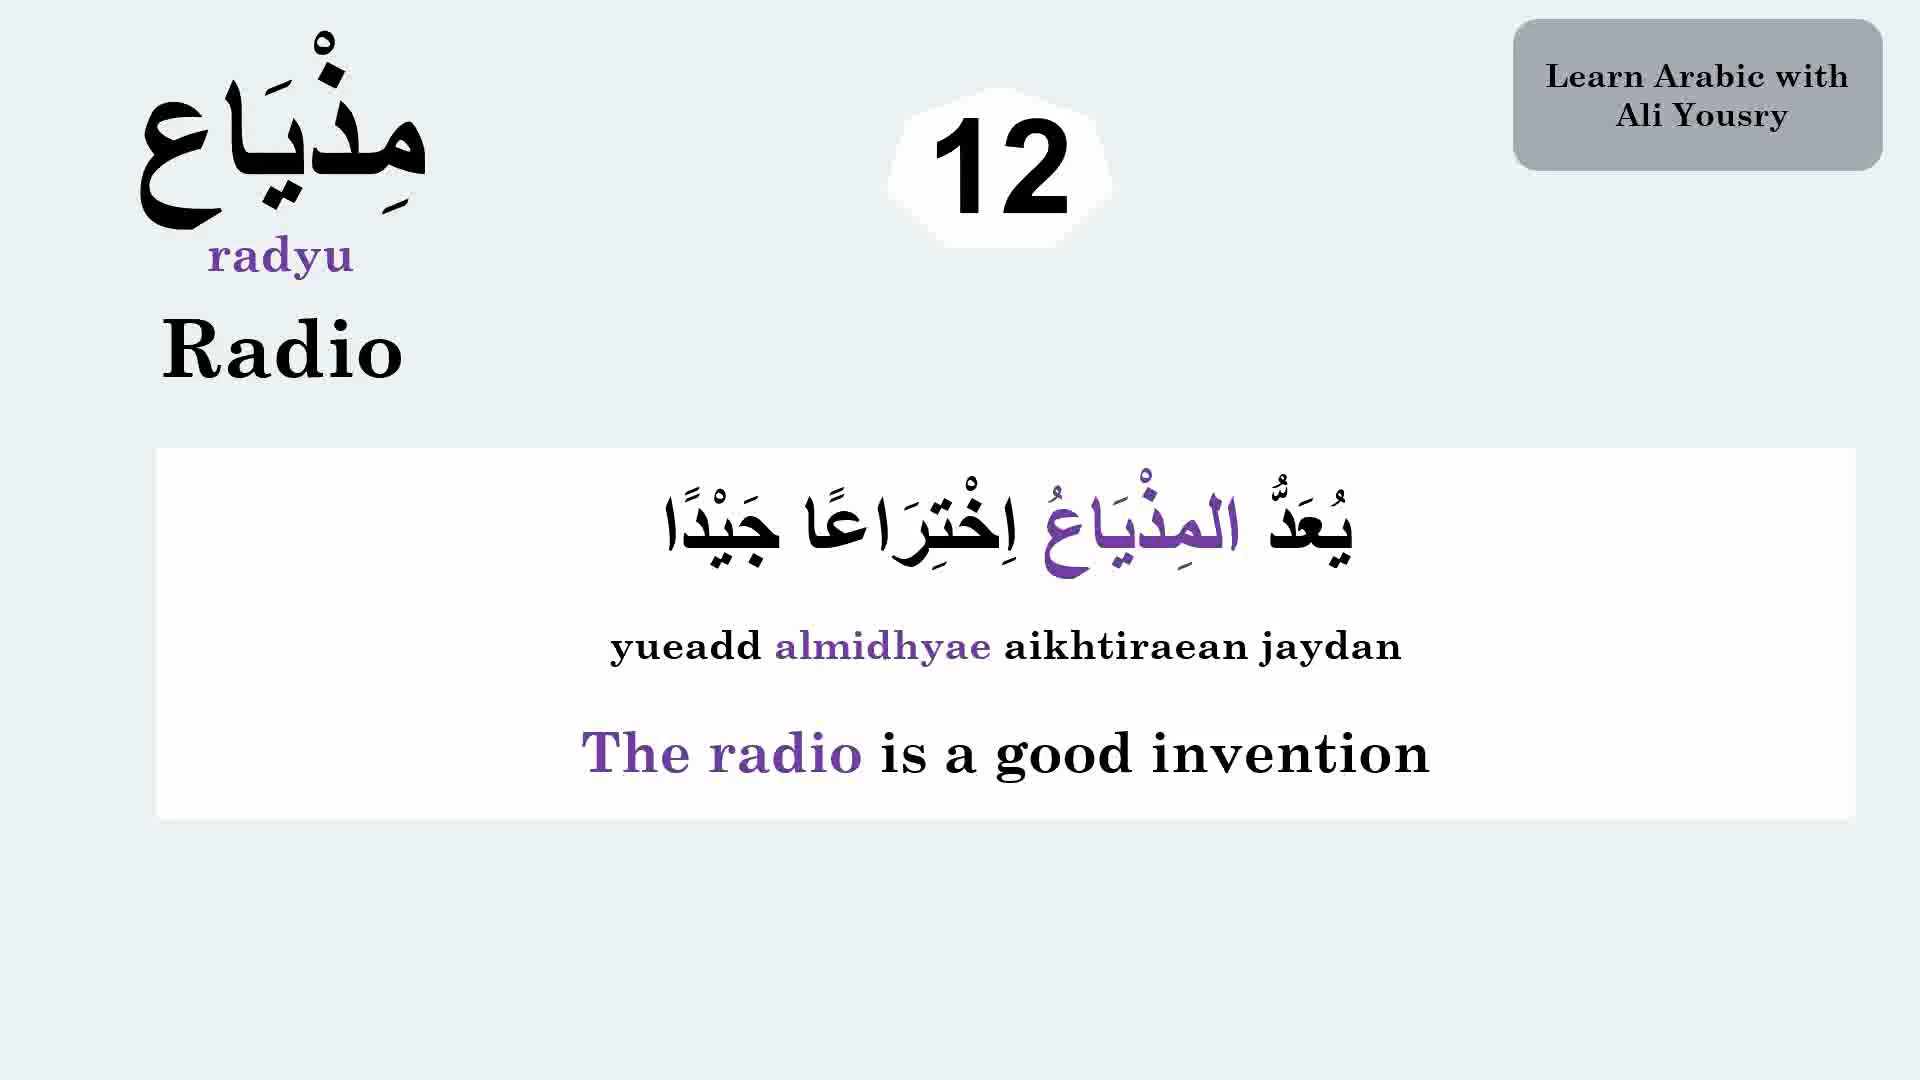 مِذْيَاع
radyu
Radio
12
Learn Arabic with
Ali Yousry
يُعَدُّ المِذْيَاعُ اِخْتِرَاعًا جَيْدًا
yueadd almidhyae aikhtiraean jaydan
The radio is a good invention